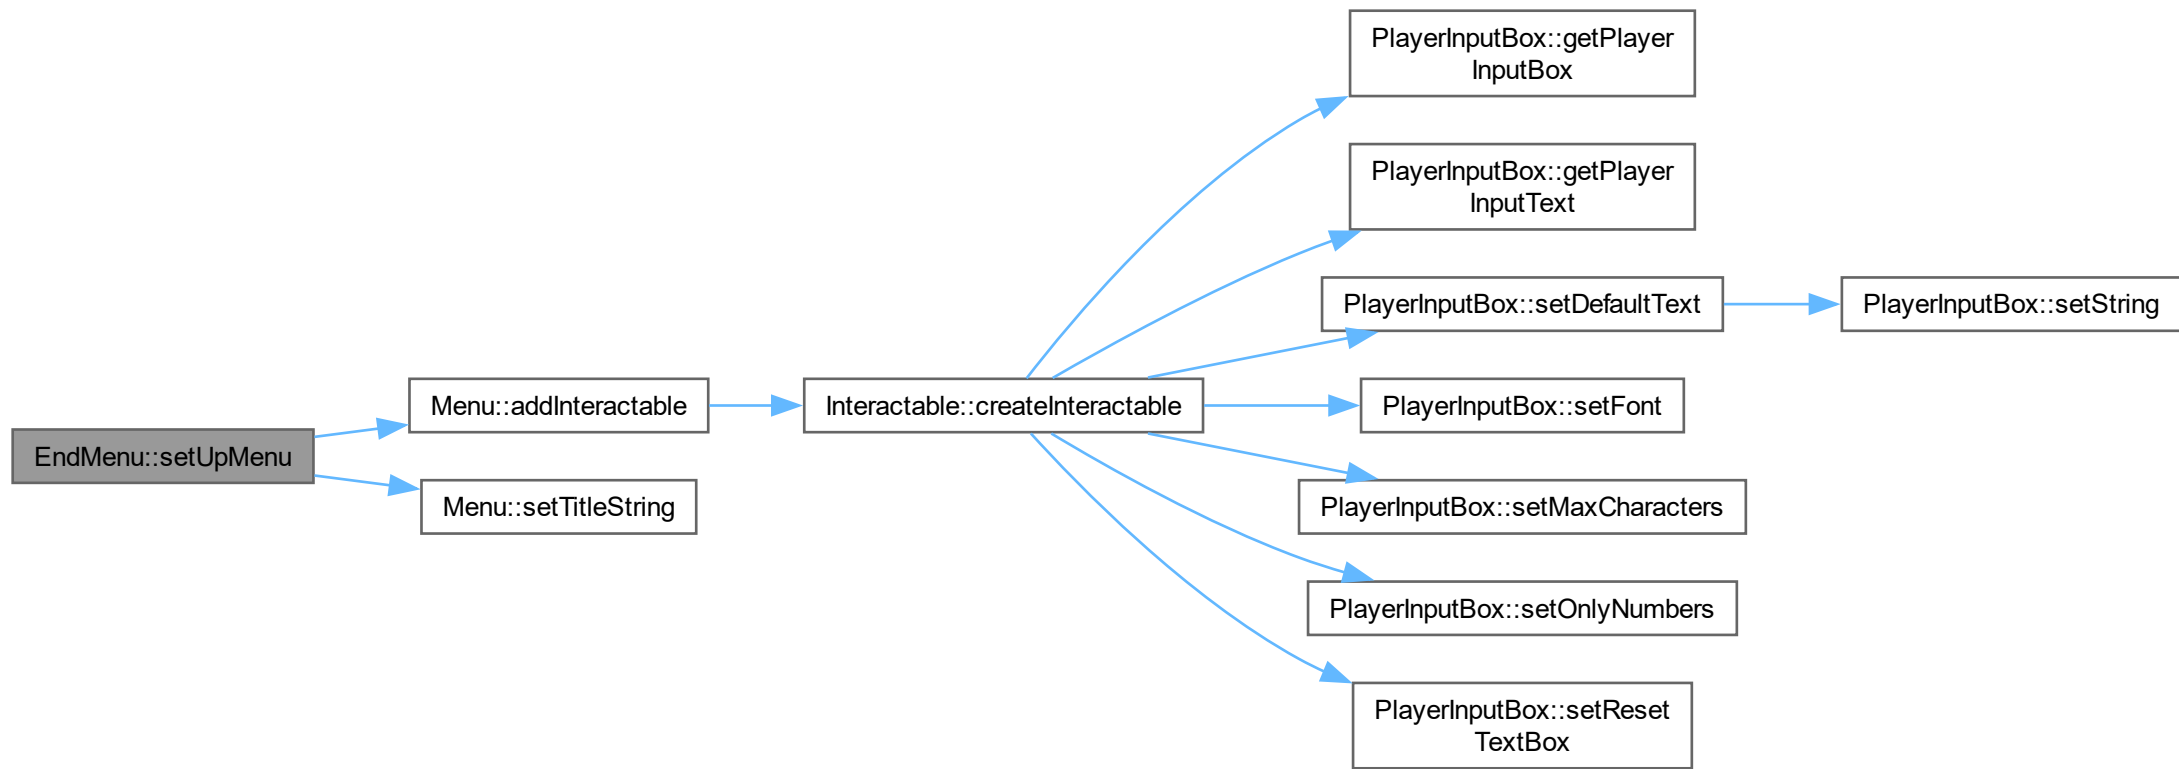 PlayerInputBox::getPlayer
InputBox
PlayerInputBox::getPlayer
InputText
PlayerInputBox::setDefaultText
PlayerInputBox::setString
Menu::addInteractable
Interactable::createInteractable
PlayerInputBox::setFont
EndMenu::setUpMenu
Menu::setTitleString
PlayerInputBox::setMaxCharacters
PlayerInputBox::setOnlyNumbers
PlayerInputBox::setReset
TextBox